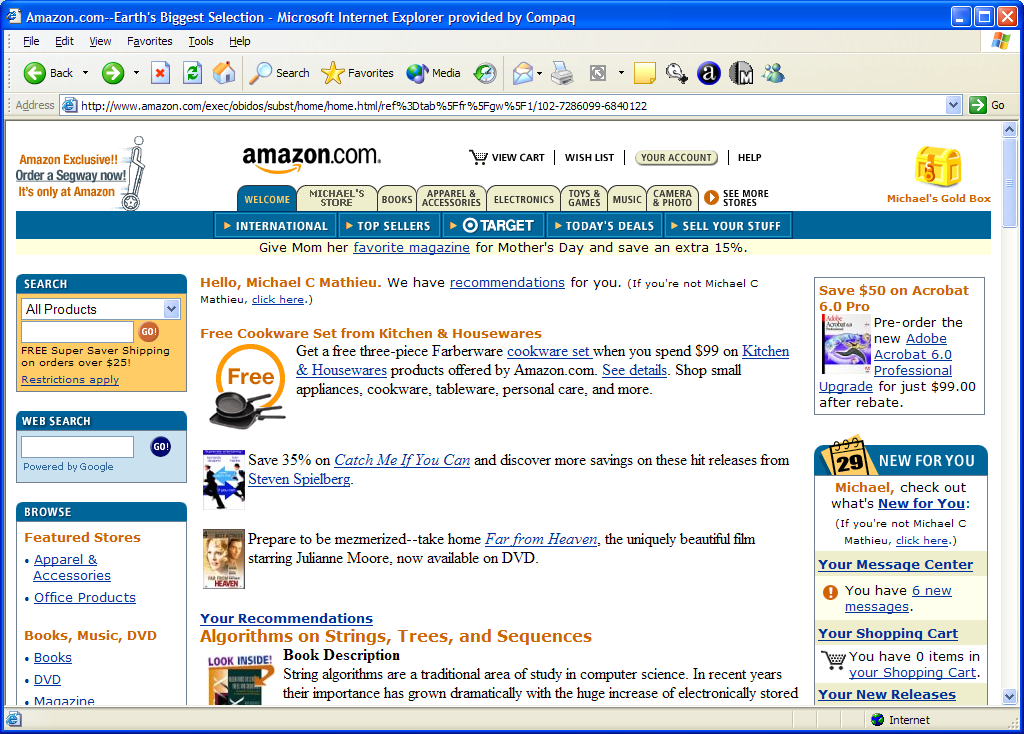 Amazon.com--Earth's Biggest Selection - Microsoft Internet Explorer provided by Compaq
File Edit View Favorites Tools Help
Back Search Favorites Media
Address http://www.amazon.com/exec/obidos/subst/home/home.html/ref%3Dtab%5Ffr%5Fgw%5F1/102-7286099-6840122 Go
Amazon Exclusive!!
Order a Segway now!
It's only at Amazon
amazon.com.
VIEW CART | WISH LIST | YOUR ACCOUNT | HELP
Michael's Gold Box
WELCOME
MICHAEL'S STORE
BOOKS
APPAREL & ACCESSORIES
ELECTRONICS
TOYS & GAMES
MUSIC
CAMERA & PHOTO
SEE MORE STORES
INTERNATIONAL TOP SELLERS TARGET TODAY'S DEALS SELL YOUR STUFF
Give Mom her favorite magazine for Mother's Day and save an extra 15%.
SEARCH
All Products
GO!
FREE Super Saver Shipping
on orders over $25!
Restrictions apply
WEB SEARCH
GO!
Powered by Google
BROWSE
Featured Stores
• Apparel &
Accessories
• Office Products
Books, Music, DVD
• Books
• DVD
• Magazine
Hello, Michael C Mathieu. We have recommendations for you. (If you're not Michael C
Mathieu, click here.)
Free Cookware Set from Kitchen & Housewares
Free
Get a free three-piece Farberware cookware set when you spend $99 on Kitchen
& Housewares products offered by Amazon.com. See details. Shop small
appliances, cookware, tableware, personal care, and more.
Save 35% on Catch Me If You Can and discover more savings on these hit releases from
Steven Spielberg.
FAR FROM
HEAVEN
Prepare to be mezmerized--take home Far from Heaven, the uniquely beautiful film
starring Julianne Moore, now available on DVD.
Your Recommendations
Algorithms on Strings, Trees, and Sequences
LOOK INSIDE!
Book Description
String algorithms are a traditional area of study in computer science. In recent years
their importance has grown dramatically with the huge increase of electronically stored
Save $50 on Acrobat
6.0 Pro
Pre-order the
new Adobe
Acrobat 6.0
Professional
Upgrade for just $99.00
after rebate.
29
NEW FOR YOU
Michael, check out
what's New for You:
(If you're not Michael C
Mathieu, click here.)
Your Message Center
You have 6 new
messages.
Your Shopping Cart
You have 0 items in
your Shopping Cart.
Your New Releases
Internet